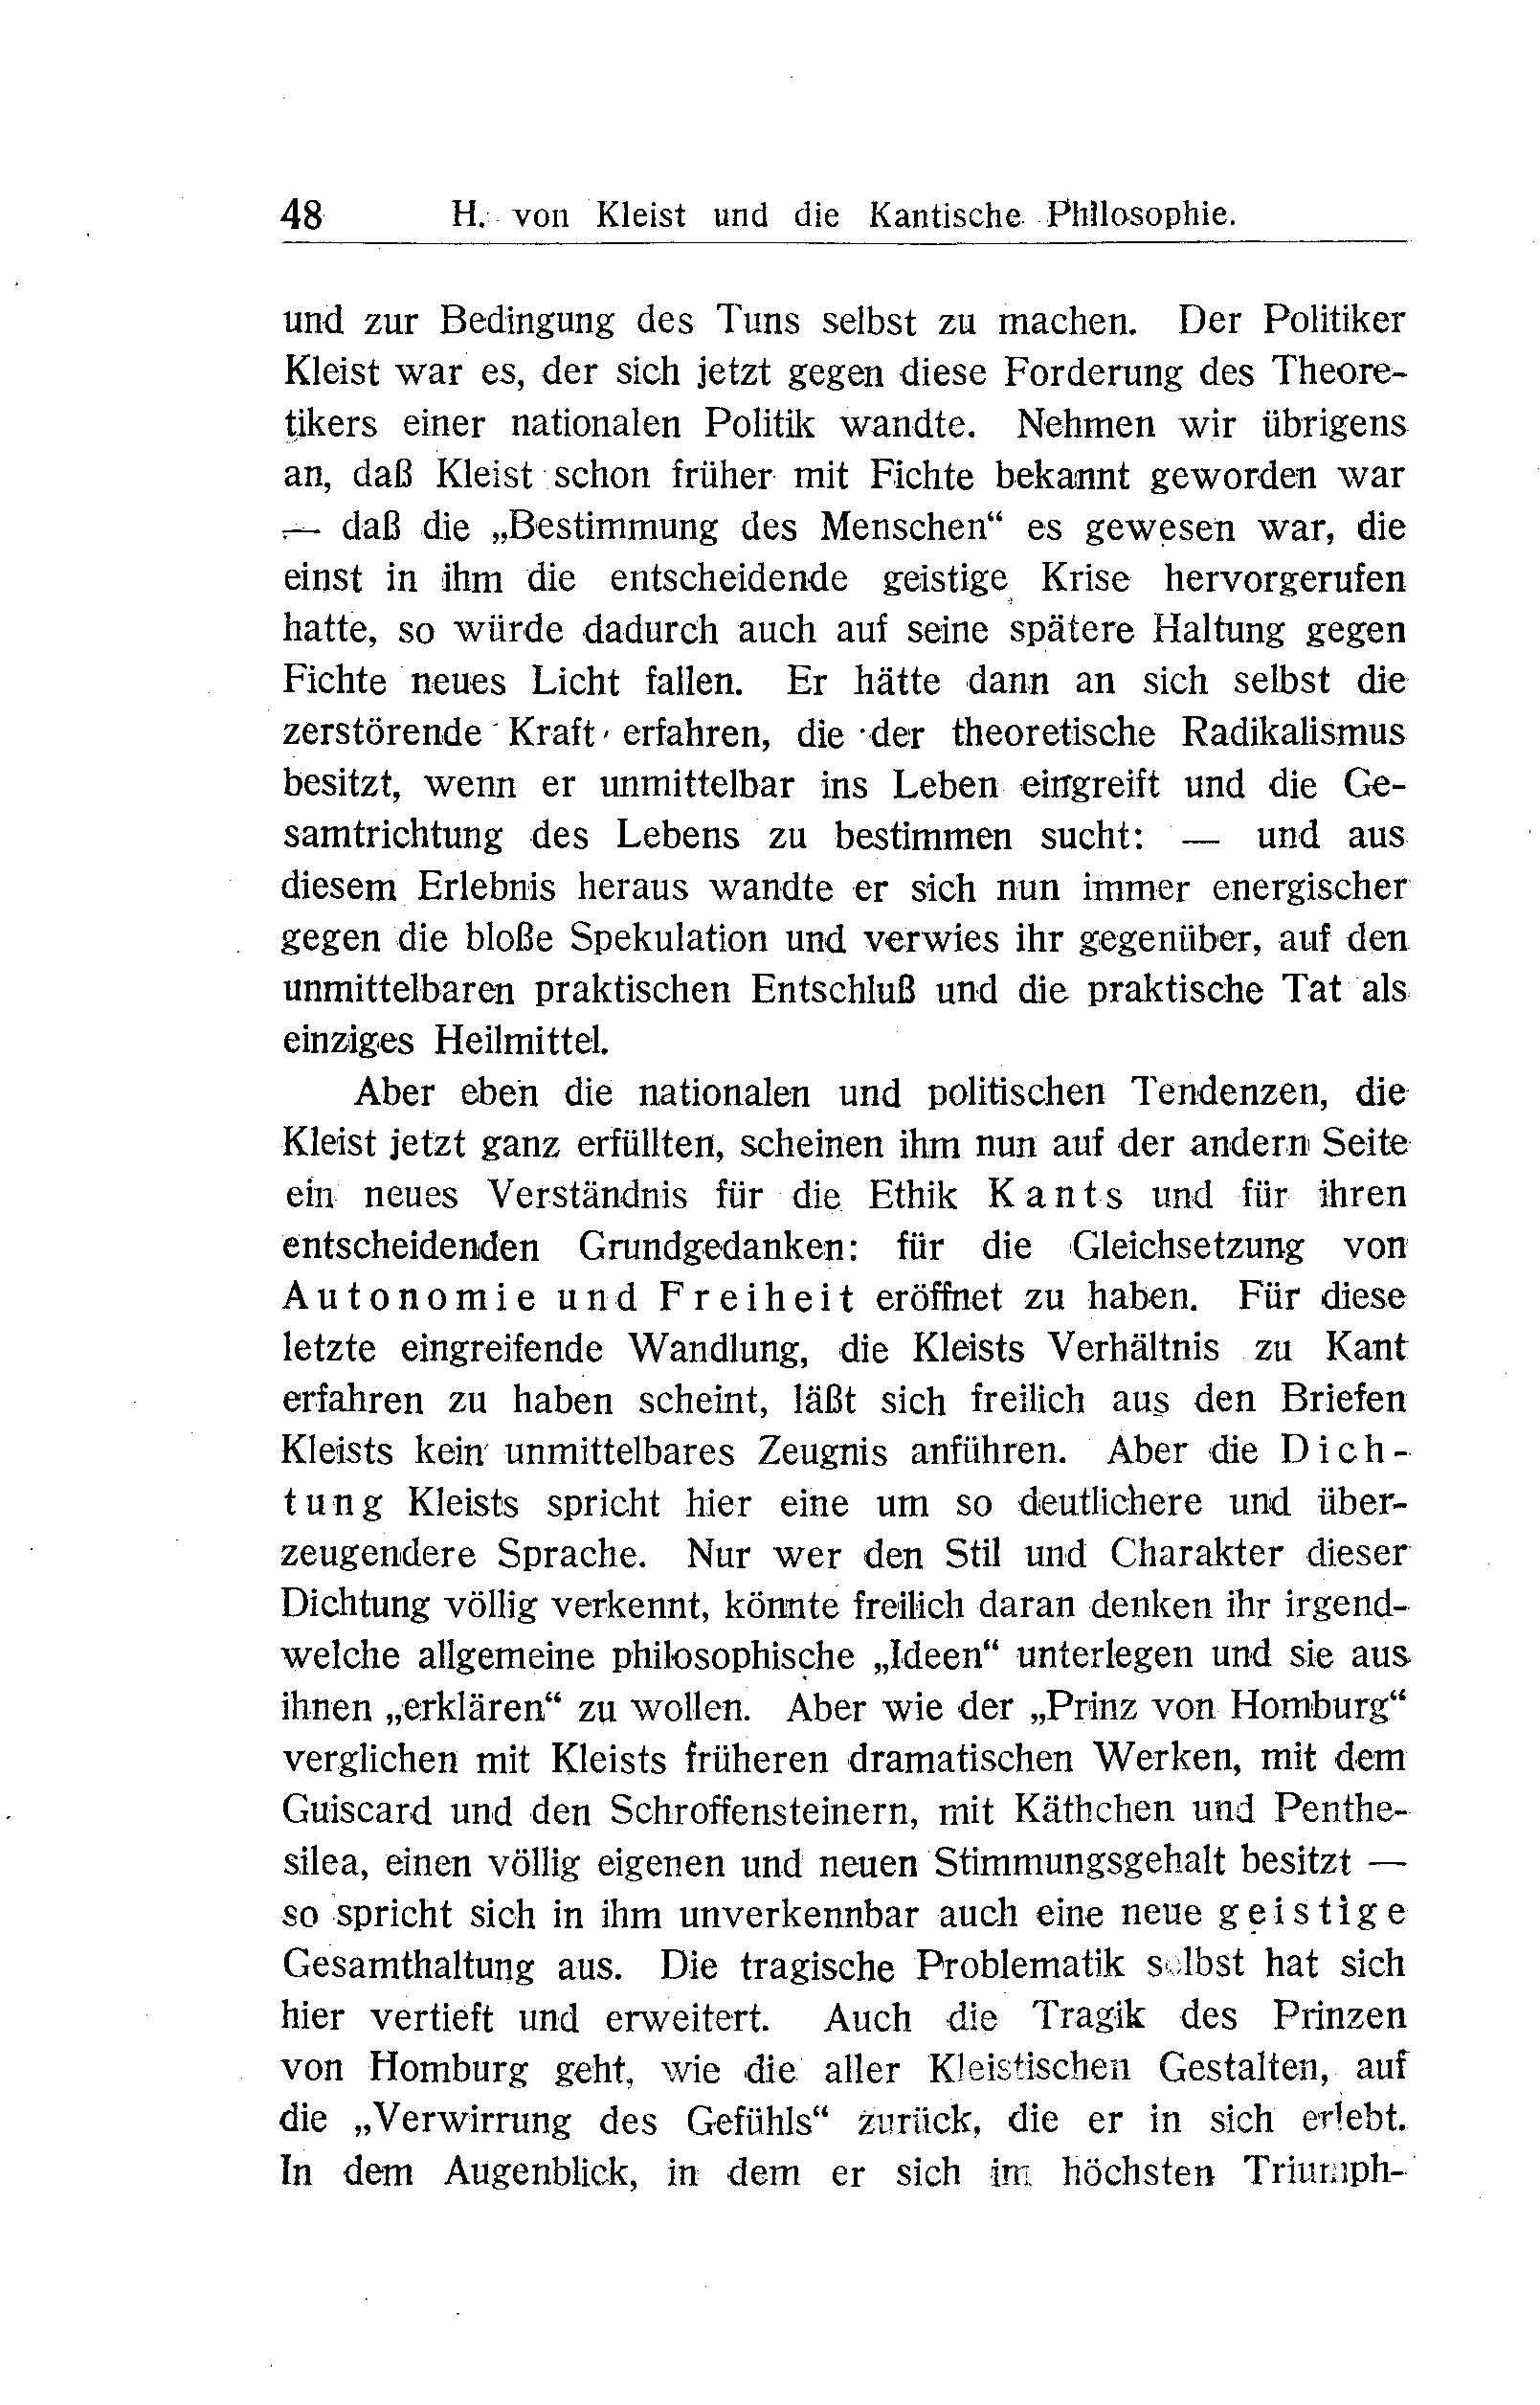 48 H. von Kleist und die Kantische Philosophie.
und zur Bedingung des Tuns selbst zu machen. Der Politiker
Kleist war es, der sich jetzt gegen diese Forderung des Theore-
tikers einer nationalen Politik wandte. Nehmen wir übrigens
an, daß Kleist schon früher mit Fichte bekannt geworden war
— daß die „Bestimmung des Menschen“ es gewesen war, die
einst in ihm die entscheidende geistige Krise hervorgerufen
hatte, so würde dadurch auch auf seine spätere Haltung gegen
Fichte neues Licht fallen. Er hätte dann an sich selbst die
zerstörende Kraft erfahren, die der theoretische Radikalismus
besitzt, wenn er unmittelbar ins Leben eingreift und die Ge-
samtrichtung des Lebens zu bestimmen sucht: — und aus
diesem Erlebnis heraus wandte er sich nun immer energischer
gegen die bloße Spekulation und verwies ihr gegenüber, auf den
unmittelbaren praktischen Entschluß und die praktische Tat als
einziges Heilmittel.
Aber eben die nationalen und politischen Tendenzen, die
Kleist jetzt ganz erfüllten, scheinen ihm nun auf der andern Seite
ein neues Verständnis für die Ethik Kants und für ihren
entscheidenden Grundgedanken: für die Gleichsetzung von
Autonomie und Freiheit eröffnet zu haben. Für diese
letzte eingreifende Wandlung, die Kleists Verhältnis zu Kant
erfahren zu haben scheint, läßt sich freilich aus den Briefen
Kleists kein unmittelbares Zeugnis anführen. Aber die Dich-
tung Kleists spricht hier eine um so deutlichere und über-
zeugendere Sprache. Nur wer den Stil und Charakter dieser
Dichtung völlig verkennt, könnte freilich daran denken ihr irgend-
welche allgemeine philosophische „Ideen“ unterlegen und sie aus
ihnen „erklären“ zu wollen. Aber wie der „Prinz von Homburg“
verglichen mit Kleists früheren dramatischen Werken, mit dem
Guiscard und den Schroffensteinern, mit Käthchen und Penthe-
silea, einen völlig eigenen und neuen Stimmungsgehalt besitzt —
so spricht sich in ihm unverkennbar auch eine neue geistige
Gesamthaltung aus. Die tragische Problematik selbst hat sich
hier vertieft und erweitert. Auch die Tragik des Prinzen
von Homburg geht, wie die aller Kleistischen Gestalten, auf
die „Verwirrung des Gefühls“ zurück, die er in sich erlebt.
In dem Augenblick, in dem er sich im höchsten Triumph-